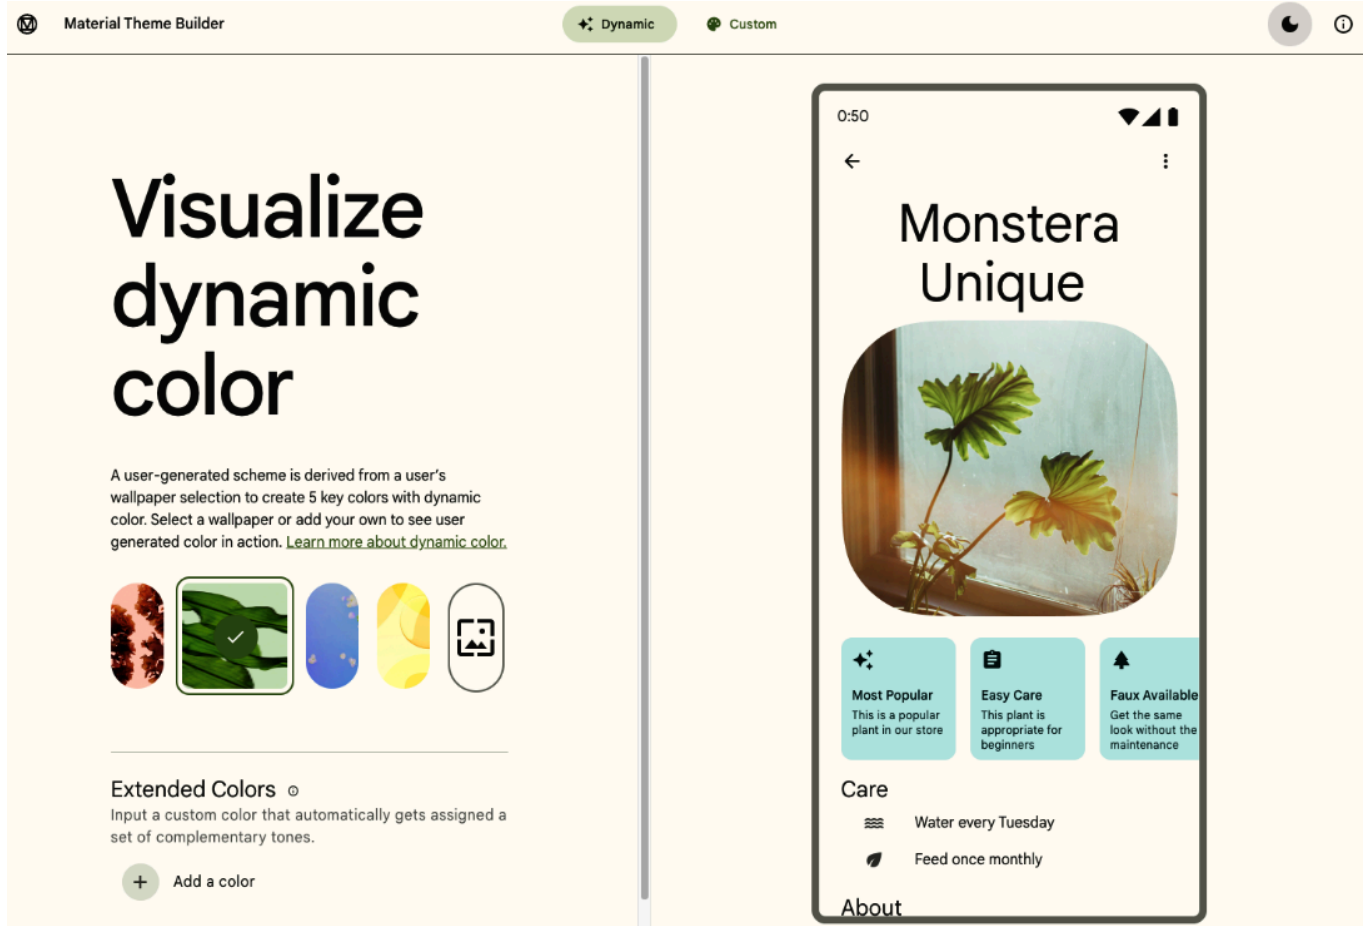 Material Theme Builder
Dynamic
Custom
Visualize
dynamic
color
A user-generated scheme is derived from a user's
wallpaper selection to create 5 key colors with dynamic
color. Select a wallpaper or add your own to see user
generated color in action. Learn more about dynamic color.
Extended Colors
Input a custom color that automatically gets assigned a
set of complementary tones.
Add a color
0:50
Monstera
Unique
Most Popular
This is a popular
plant in our store
Easy Care
This plant is
appropriate for
beginners
Faux Available
Get the same
look without the
maintenance
Care
Water every Tuesday
Feed once monthly
About